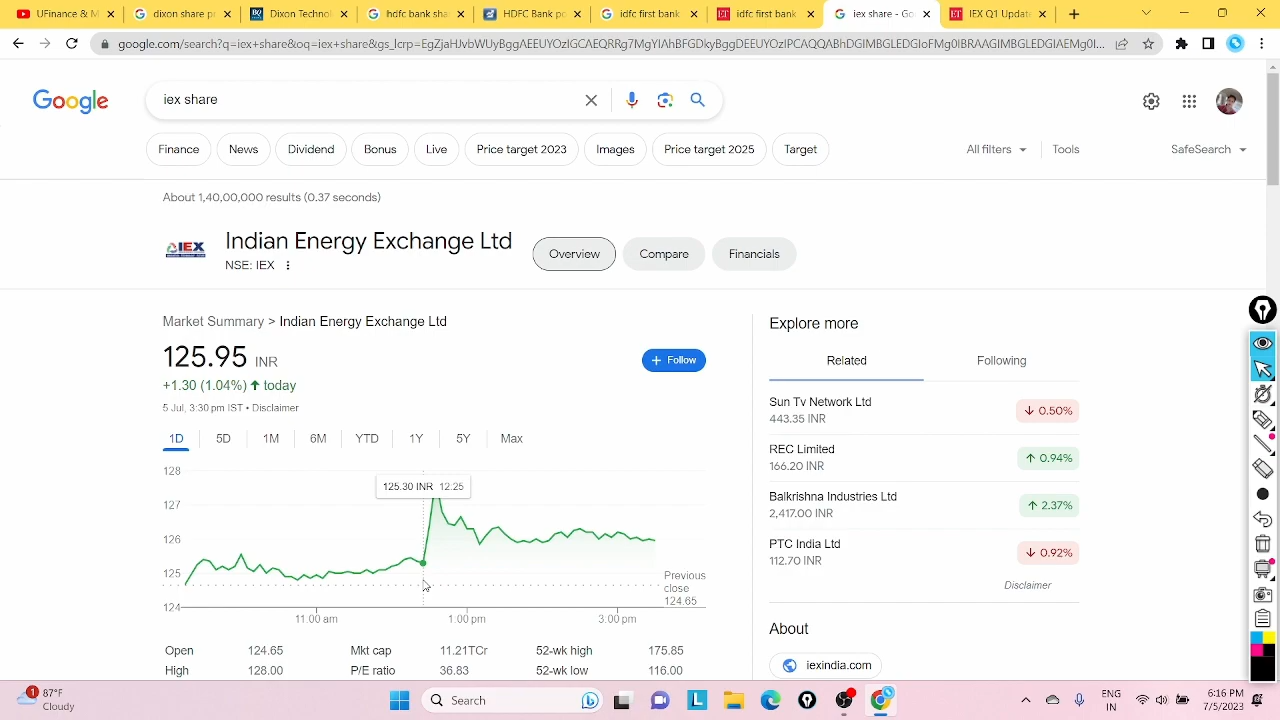 UFinance & M
dixon share pr
Dixon Technol
hdfc bank sha
HDFC Bank po
idfc first bank
idfc first bank
iex share - Go
IEX Q1 Update
google.com/search?q=iex+share&oq=iex+share&gs_lcrp=
Google
iex share
Finance
News
Dividend
Bonus
Live
Price target 2023
Images
Price target 2025
Target
All filters
Tools
SafeSearch
About 1,40,00,000 results (0.37 seconds)
IEX
Indian Energy Exchange Ltd
NSE: IEX
Overview
Compare
Financials
Market Summary > Indian Energy Exchange Ltd
125.95 INR
+ Follow
+1.30 (1.04%) ↑ today
5 Jul, 3:30 pm IST • Disclaimer
1D
5D
1M
6M
YTD
1Y
5Y
Max
128
127
126
125
124
125.30 INR 12:25
Previous
close
124.65
11:00 am
1:00 pm
3:00 pm
Open 124.65
Mkt cap 11.21TCr
52-wk high 175.85
High 128.00
P/E ratio 36.83
52-wk low 116.00
Explore more
Related
Following
Sun Tv Network Ltd
443.35 INR
↓ 0.50%
REC Limited
166.20 INR
↑ 0.94%
Balkrishna Industries Ltd
2,417.00 INR
↑ 2.37%
PTC India Ltd
112.70 INR
↓ 0.92%
Disclaimer
About
iexindia.com
1
87°F
Cloudy
Search
L
ENG
IN
6:16 PM
7/5/2023